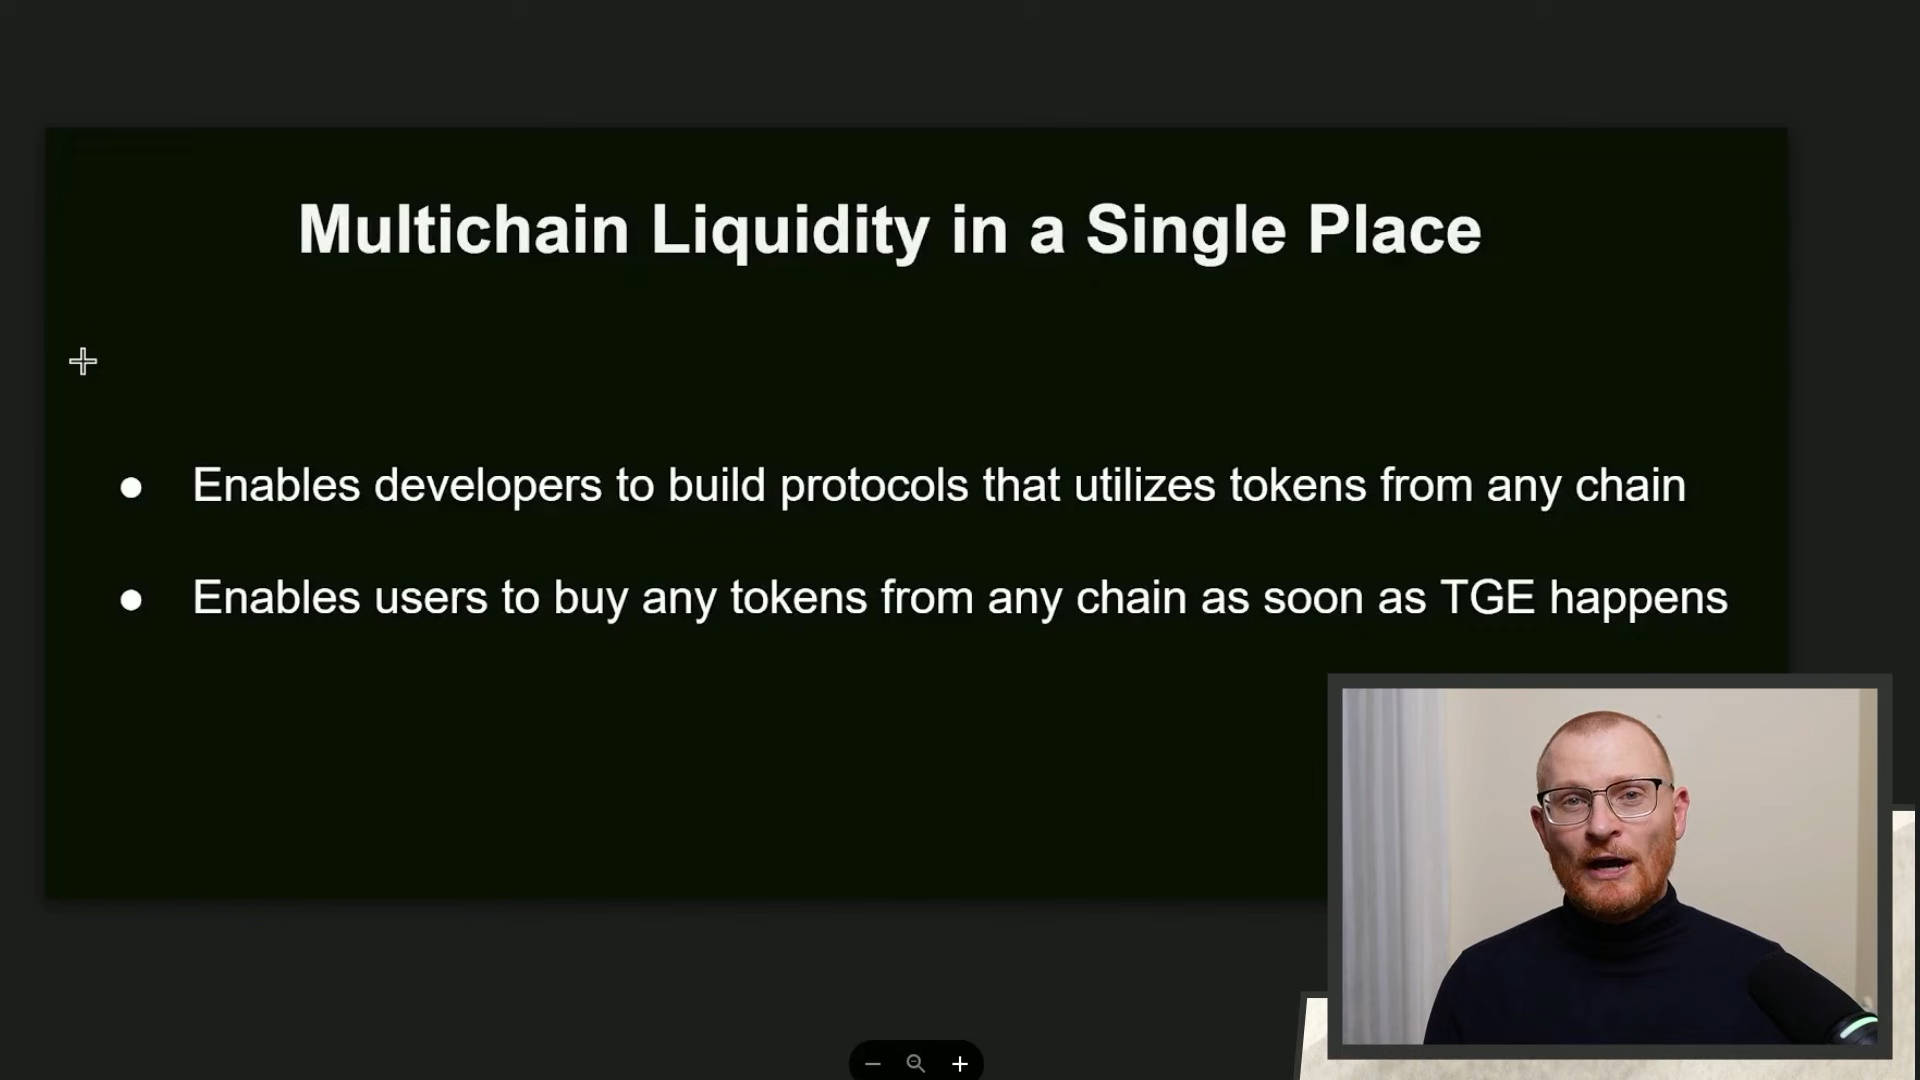 Multichain Liquidity in a Single Place
● Enables developers to build protocols that utilizes tokens from any chain
● Enables users to buy any tokens from any chain as soon as TGE happens